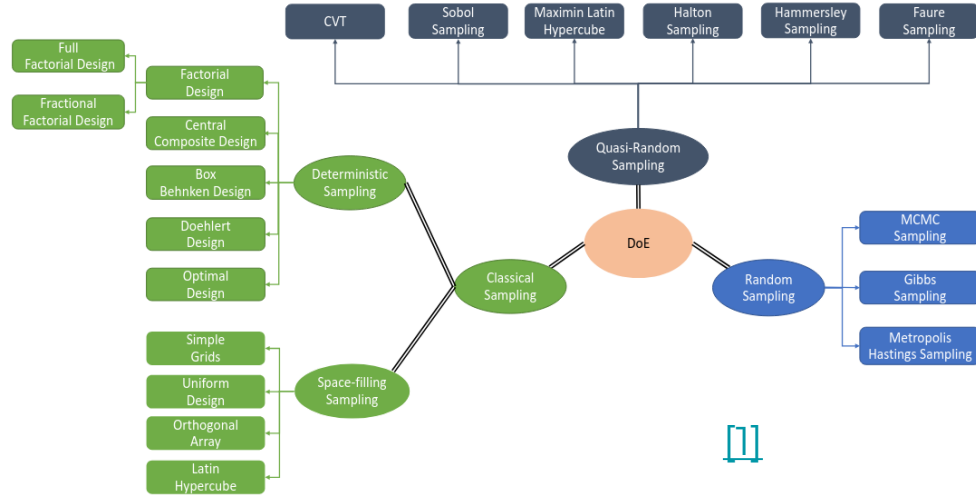 CVT
Sobol
Sampling
Maximin Latin
Hypercube
Halton
Sampling
Hammersley
Sampling
Faure
Sampling
Full
Factorial Design
Fractional
Factorial Design
Factorial
Design
Central
Composite Design
Box
Behnken Design
Doehlert
Design
Optimal
Design
Deterministic
Sampling
Quasi-Random
Sampling
DoE
Classical
Sampling
Random
Sampling
MCMC
Sampling
Gibbs
Sampling
Metropolis
Hastings Sampling
Simple
Grids
Uniform
Design
Orthogonal
Array
Latin
Hypercube
Space-filling
Sampling
[1]